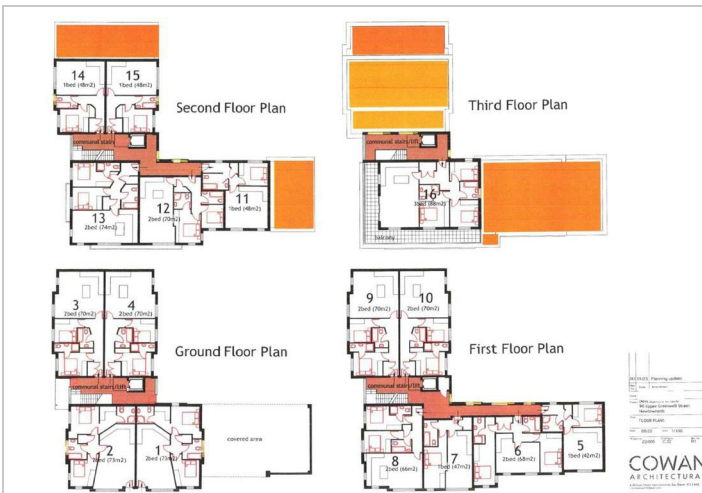 14
1bed (48m2)
15
1bed (48m2)
Second Floor Plan
communal stairs/lift
13
2bed (74m2)
12
2bed (70m2)
11
1bed (48m2)
Third Floor Plan
communal stairs/lift
16
balcony
3
2bed (70m2)
4
2bed (70m2)
Ground Floor Plan
communal stairs/lift
2
2bed (73m2)
1
covered area
9
2bed (70m2)
10
2bed (70m2)
First Floor Plan
communal stairs/lift
8
2bed (66m2)
7
1bed (47m2)
6
2bed (68m2)
5
1bed (42m2)
Planning update
FLOOR PLANS
COWAN
ARCHITECTURA